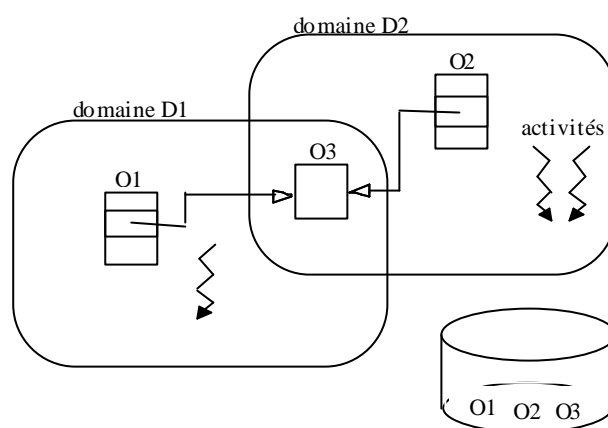 domaine D2
O2
domaine D1
activités
O3
O1
O1 O2 O3